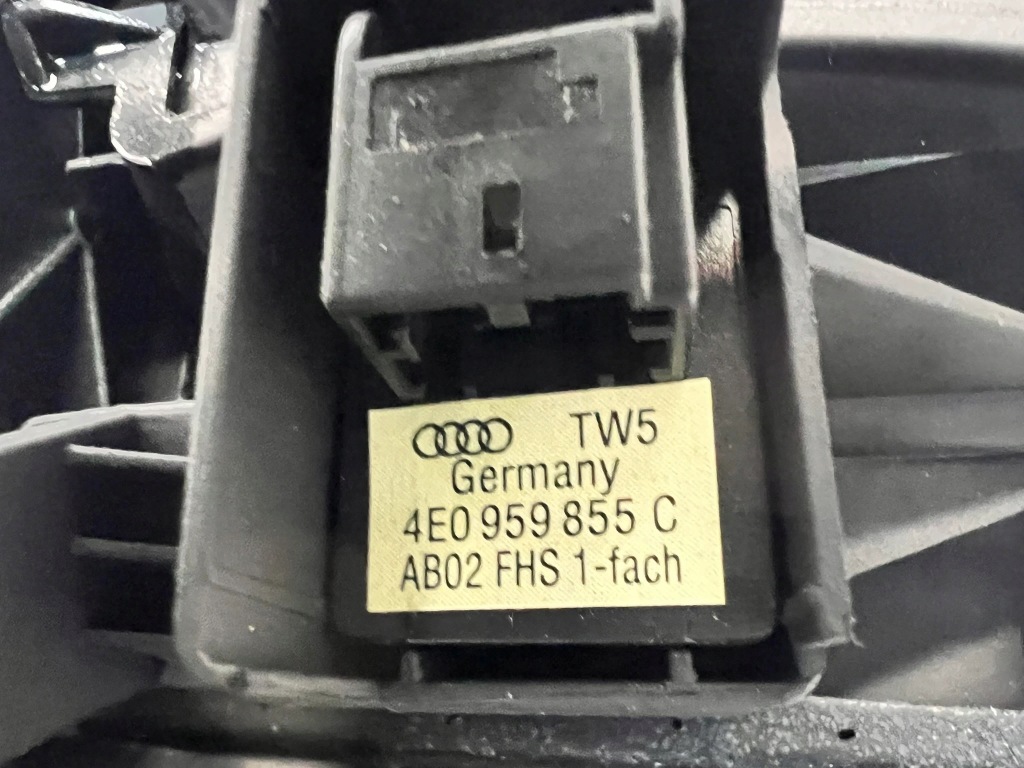 TW5
Germany
4E0 959 855 C
AB02 FHS 1-fach